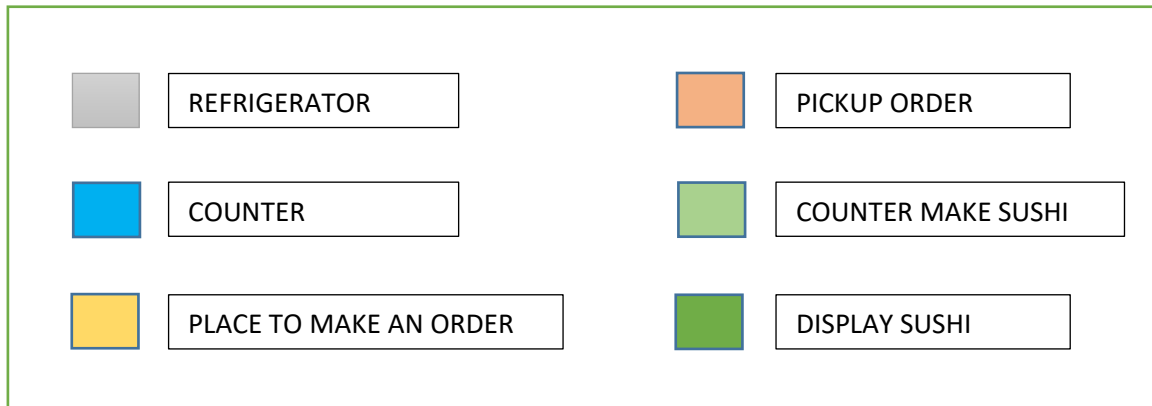 REFRIGERATOR
PICKUP ORDER
COUNTER
COUNTER MAKE SUSHI
PLACE TO MAKE AN ORDER
DISPLAY SUSHI